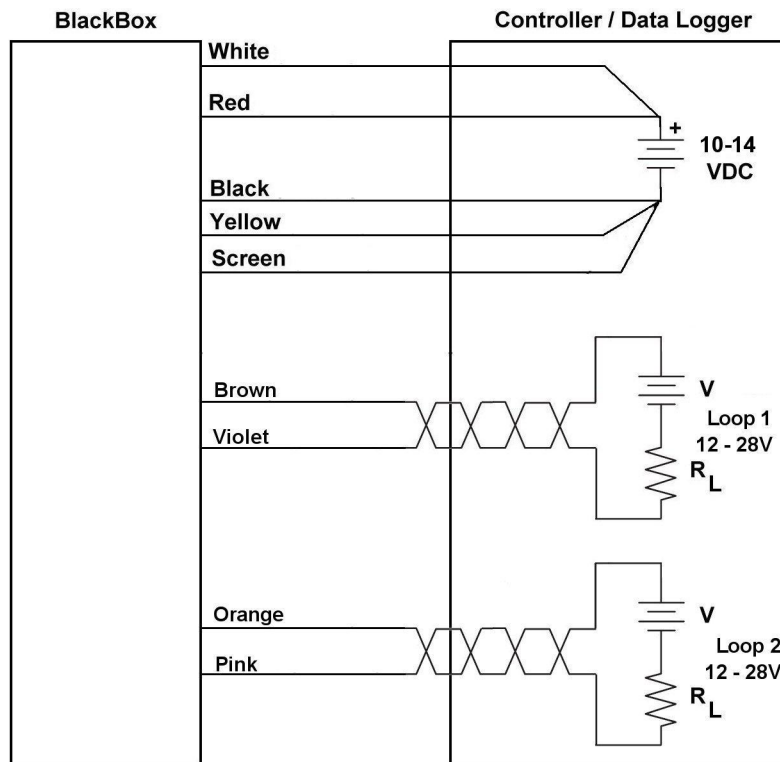 BlackBox
Controller / Data Logger
White
Red
+
10-14
VDC
Black
Yellow
Screen
Brown
V
Loop 1
Violet
12 - 28V
R
L
Orange
V
Loop 2
Pink
12 - 28V
R
L